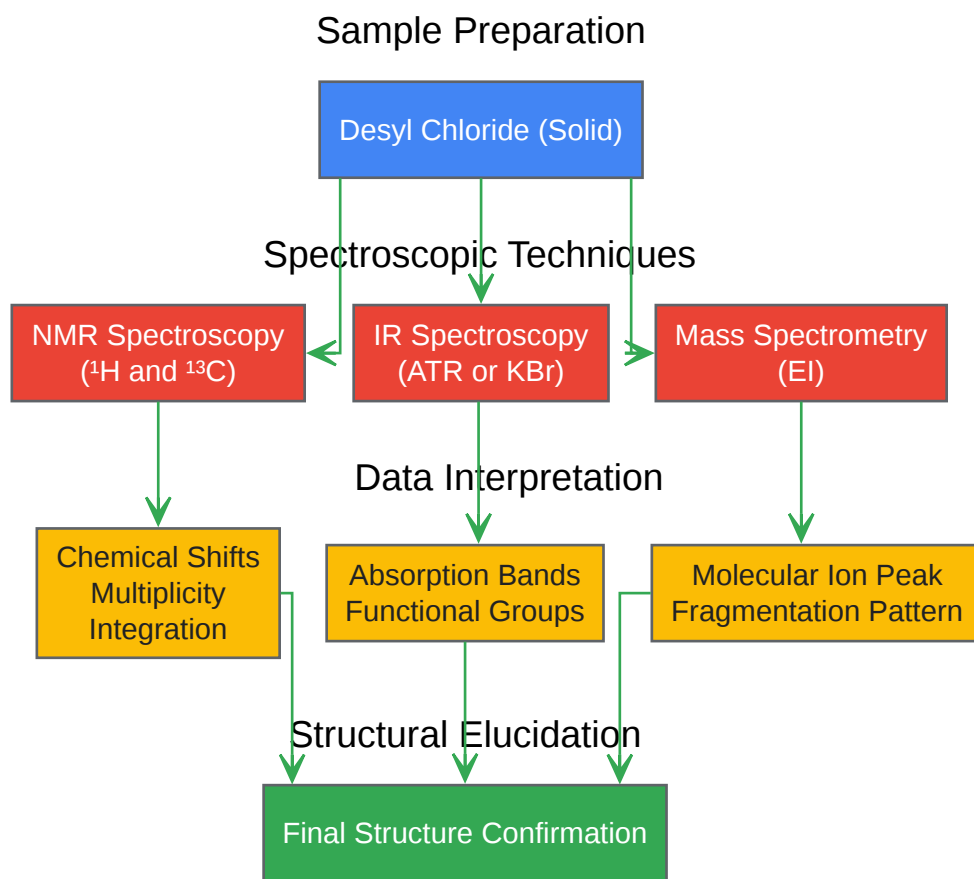 Sample Preparation
Desyl Chloride (Solid)
Spectroscopic Techniques
NMR Spectroscopy
(¹H and ¹³C)
IR Spectroscopy
(ATR or KBr)
Mass Spectrometry
(EI)
Data Interpretation
Chemical Shifts
Multiplicity
Integration
Absorption Bands
Functional Groups
Molecular Ion Peak
Fragmentation Pattern
Structural Elucidation
Final Structure Confirmation